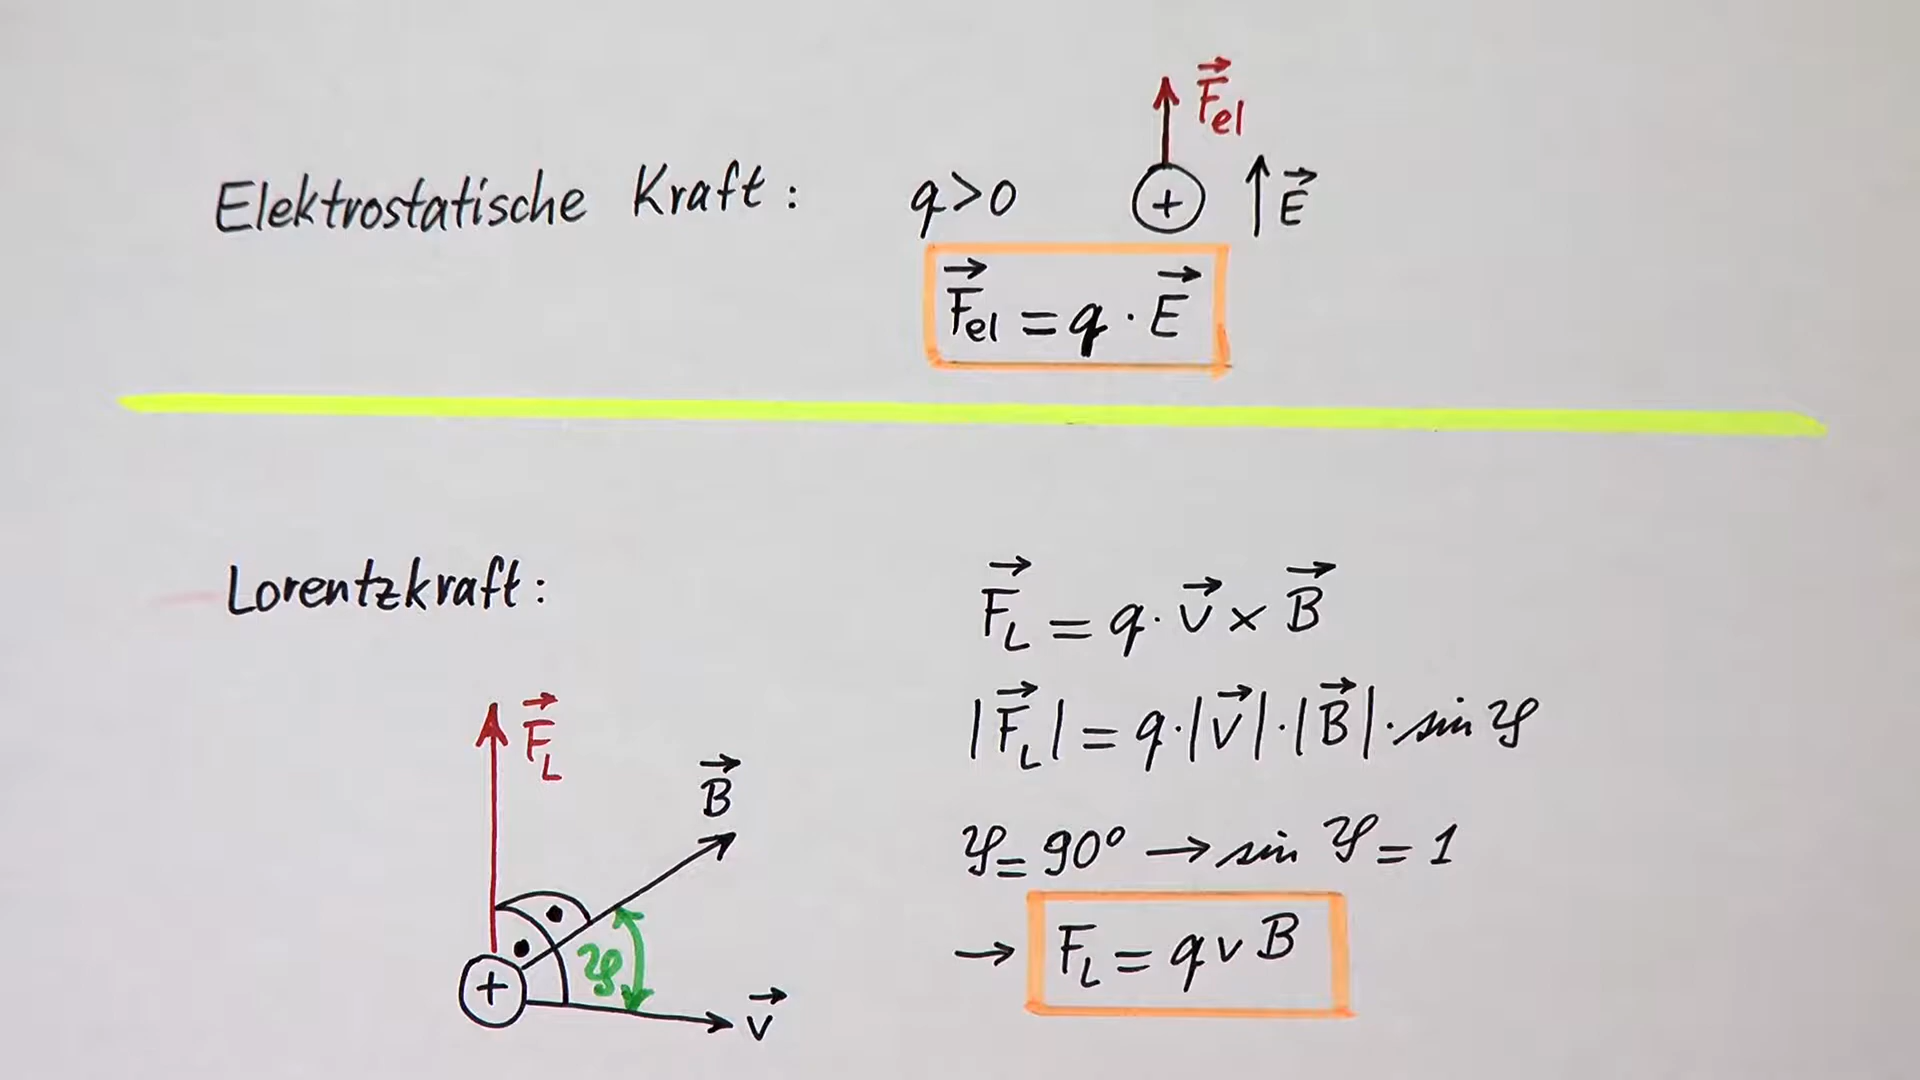 F⃗el
Elektrostatische Kraft: q>0 + E⃗
F⃗el = q · E⃗
Lorentzkraft:
F⃗L = q · v⃗ × B⃗
|F⃗L| = q · |v⃗| · |B⃗| · sin φ
φ = 90° → sin φ = 1
→ FL = q v B
F⃗L
B⃗
φ
+
v⃗